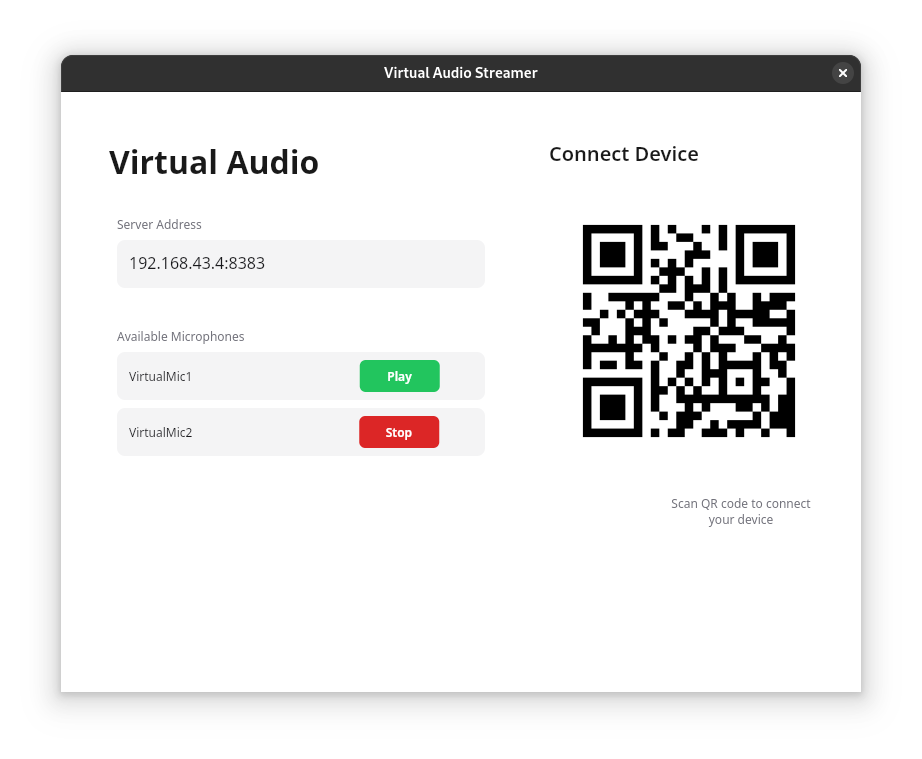 Virtual Audio Streamer
Virtual Audio
Server Address
192.168.43.4:8383
Available Microphones
VirtualMic1
Play
VirtualMic2
Stop
Connect Device
Scan QR code to connect
your device